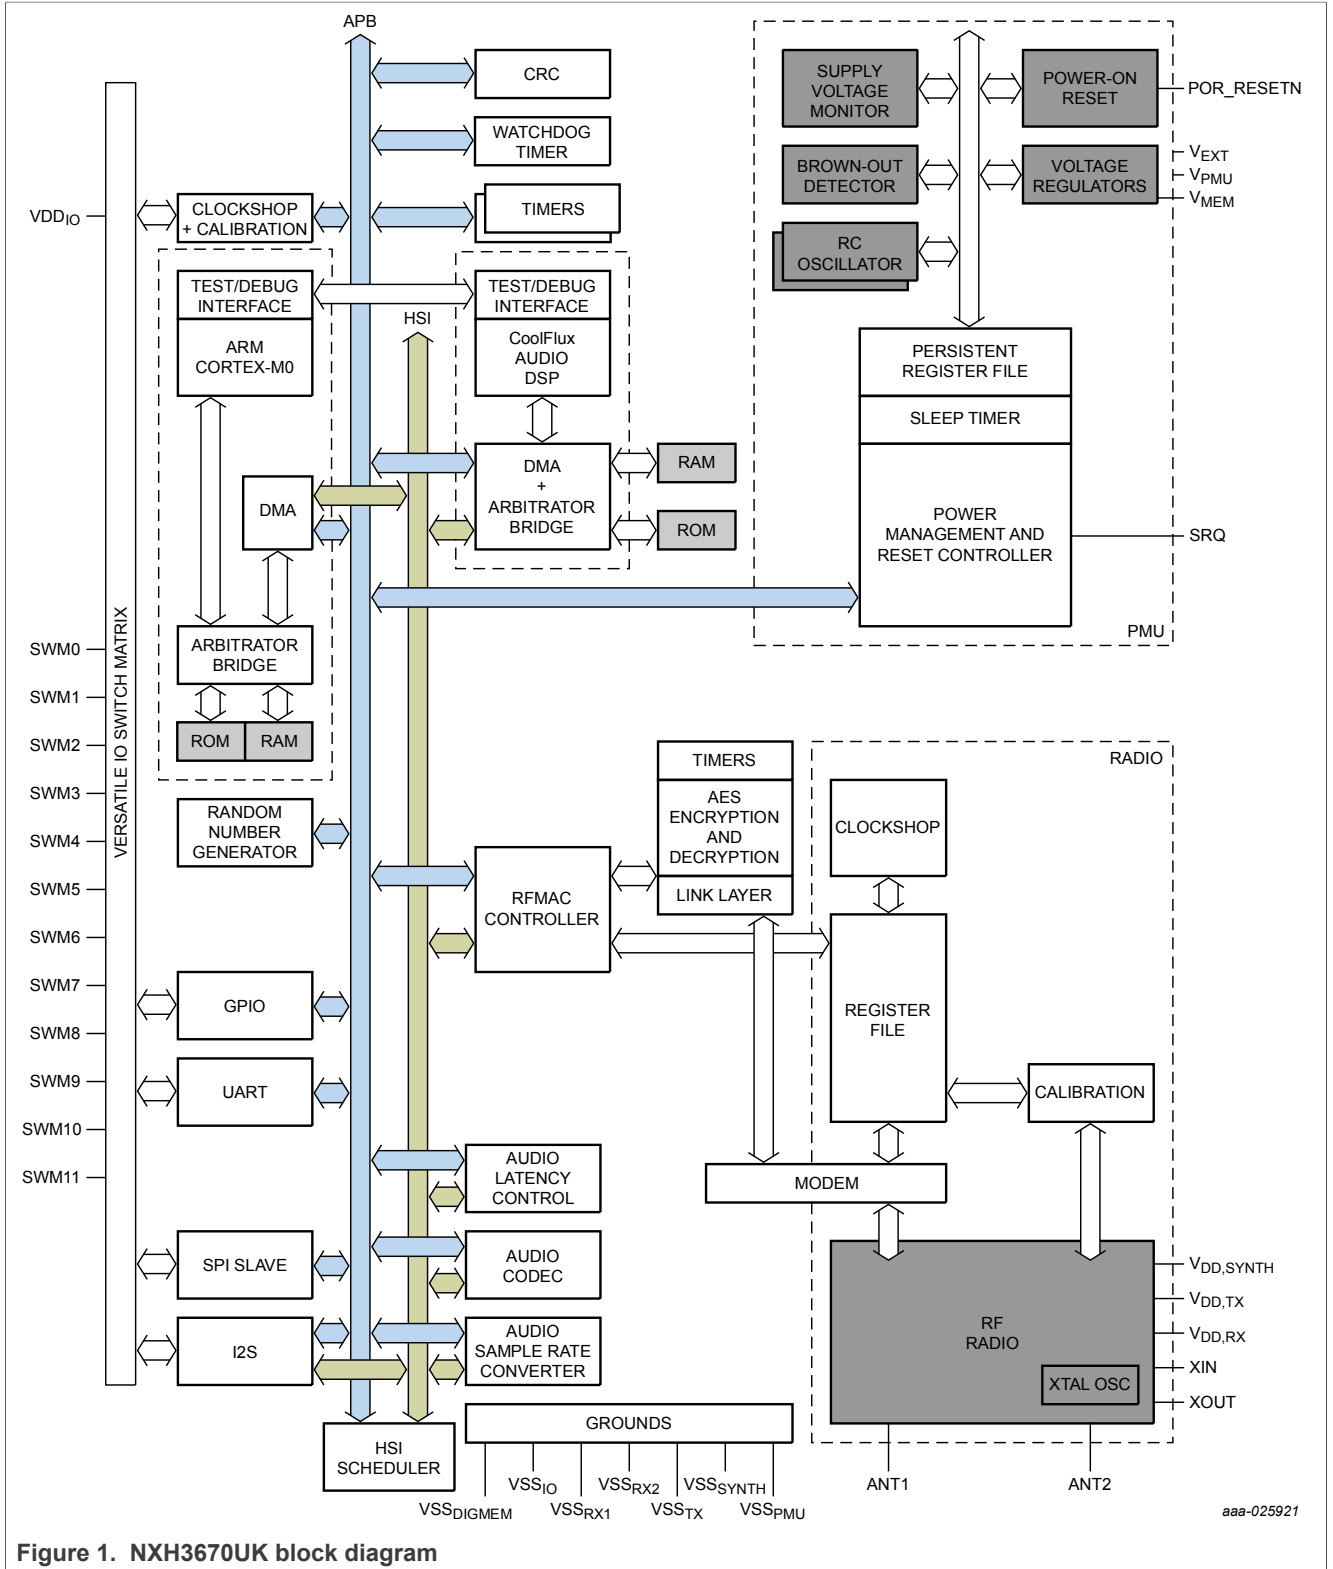 APB
CRC
WATCHDOG
TIMER
TIMERS
VDDIO
CLOCKSHOP
+ CALIBRATION
TEST/DEBUG
INTERFACE
ARM
CORTEX-M0
HSI
TEST/DEBUG
INTERFACE
CoolFlux
AUDIO
DSP
DMA
DMA
+
ARBITRATOR
BRIDGE
RAM
ROM
ARBITRATOR
BRIDGE
ROM
RAM
VERSATILE IO SWITCH MATRIX
SWM0
SWM1
SWM2
SWM3
SWM4
SWM5
SWM6
SWM7
SWM8
SWM9
SWM10
SWM11
RANDOM
NUMBER
GENERATOR
GPIO
UART
SPI SLAVE
I2S
SUPPLY
VOLTAGE
MONITOR
POWER-ON
RESET
POR_RESETN
BROWN-OUT
DETECTOR
VOLTAGE
REGULATORS
VEXT
VPMU
VMEM
RC
OSCILLATOR
PERSISTENT
REGISTER FILE
SLEEP TIMER
POWER
MANAGEMENT AND
RESET CONTROLLER
SRQ
PMU
TIMERS
AES
ENCRYPTION
AND
DECRYPTION
LINK LAYER
RFMAC
CONTROLLER
RADIO
CLOCKSHOP
REGISTER
FILE
CALIBRATION
MODEM
RF
RADIO
XTAL OSC
VDD,SYNTH
VDD,TX
VDD,RX
XIN
XOUT
ANT1
ANT2
AUDIO
LATENCY
CONTROL
AUDIO
CODEC
AUDIO
SAMPLE RATE
CONVERTER
HSI
SCHEDULER
GROUNDS
VSSDIGMEM
VSSIO
VSSRX1
VSSRX2
VSSTX
VSSSYNTH
VSSPMU
aaa-025921
Figure 1. NXH3670UK block diagram